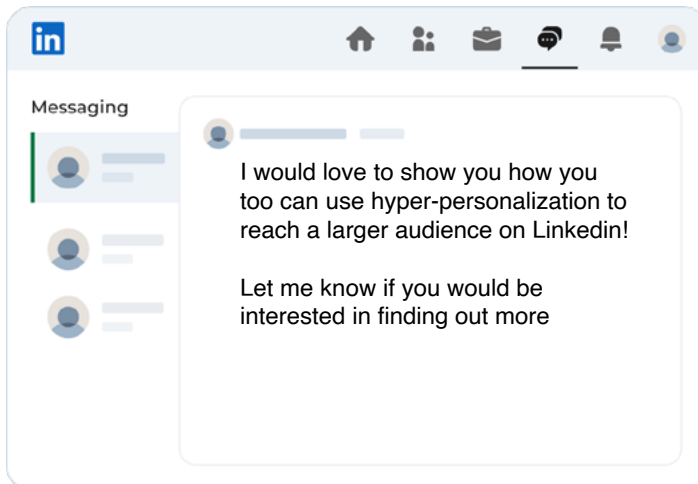 in
Messaging
I would love to show you how you
too can use hyper-personalization to
reach a larger audience on Linkedin!
Let me know if you would be
interested in finding out more